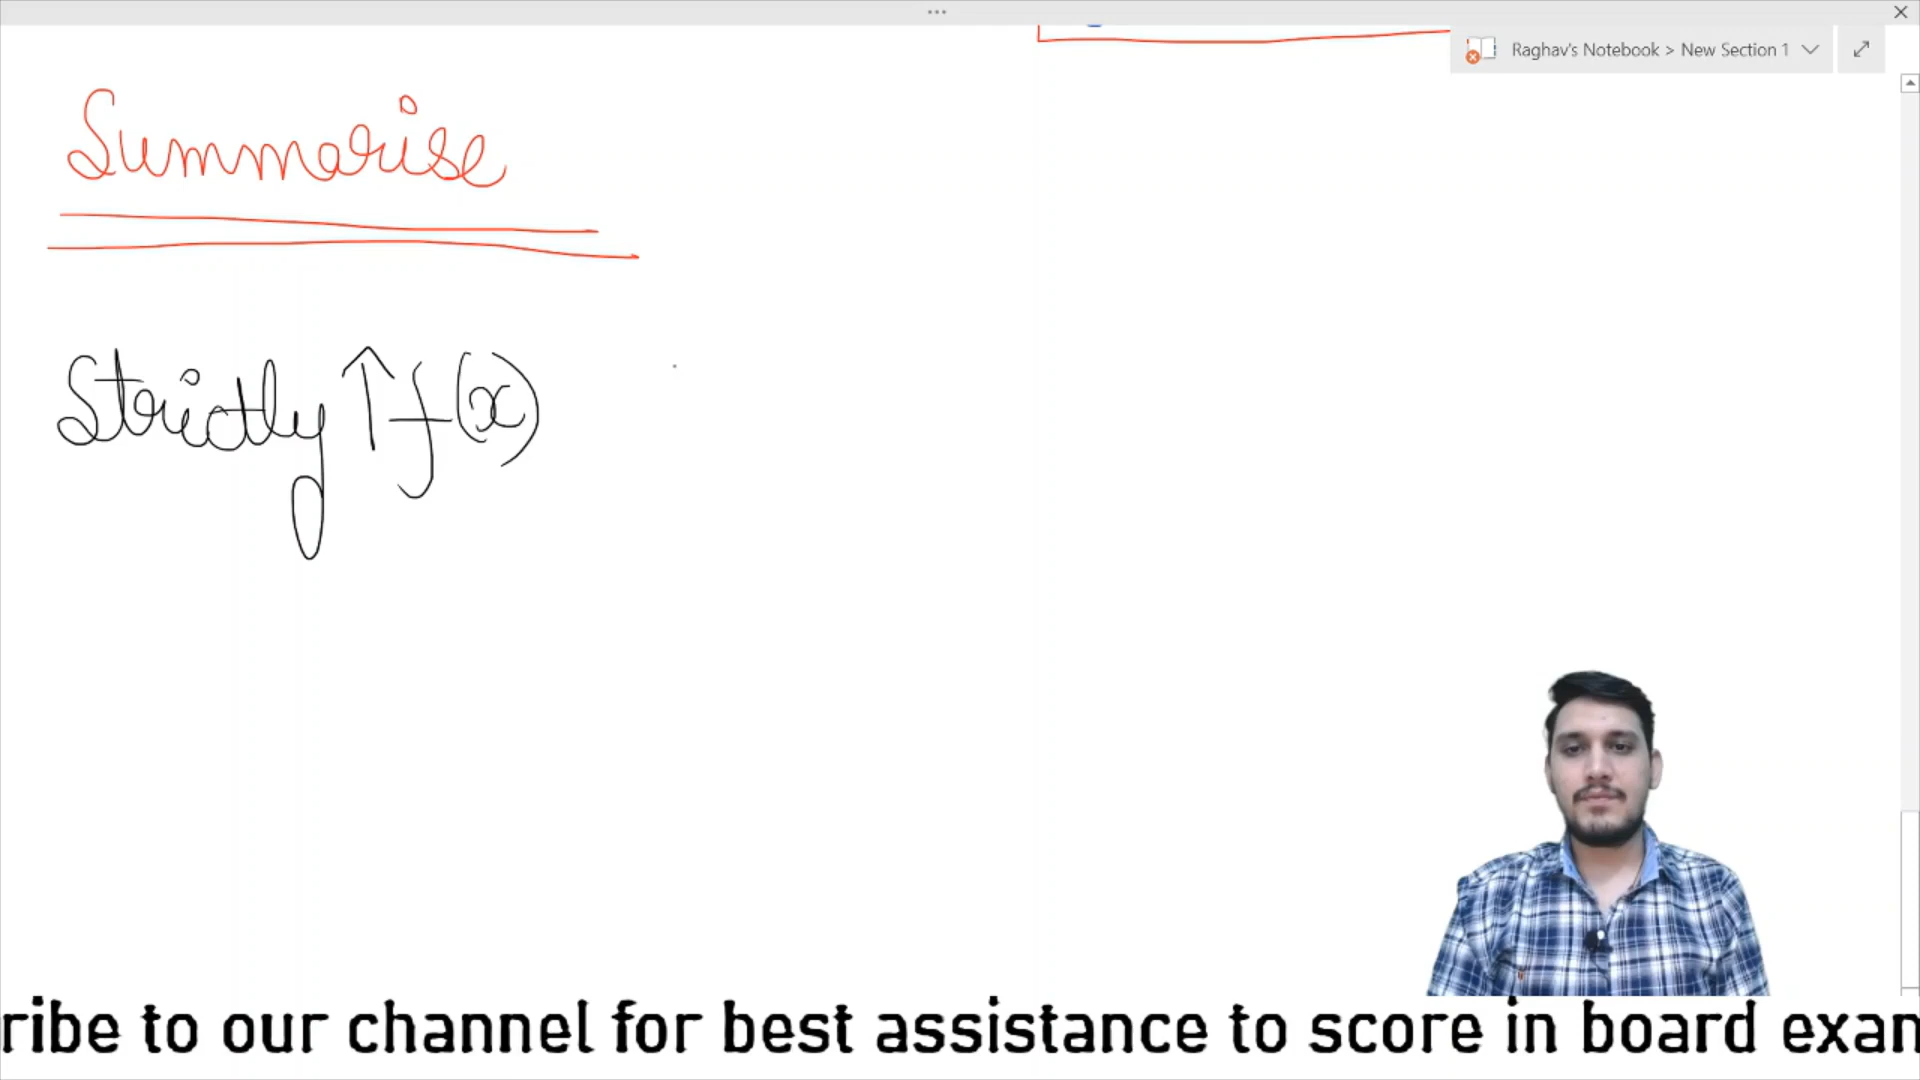 Raghav's Notebook > New Section 1
Summarise
Strictly ↑ f(x)
ribe to our channel for best assistance to score in board exan